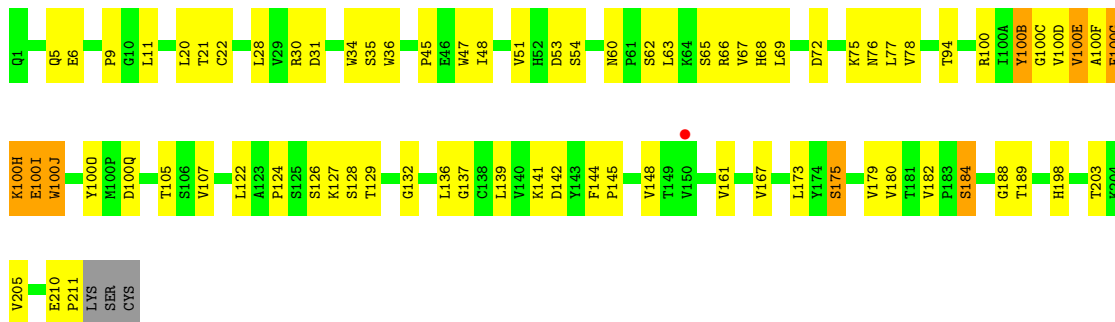 Q1 Q5 E6 P9 G10 L11 L20 T21 C22 L28 V29 R30 D31 W34 S35 W36 P45 E46 W47 I48 V51 H52 D53 S54 N60 P61 S62 L63 K64 S65 R66 V67 H68 L69 D72 K75 N76 L77 V78 T94 R100 I100A Y100B G100C V100D V100E A100F
K100H E100I W100J Y100O M100P D100Q T105 S106 V107 L122 A123 P124 S125 S126 K127 S128 T129 G132 L136 G137 C138 L139 V140 K141 D142 Y143 F144 P145 V148 T149 V150 V161 V167 L173 Y174 S175 V179 V180 T181 V182 P183 S184 G188 T189 H198 T203
V205 E210 P211 LYS SER CYS